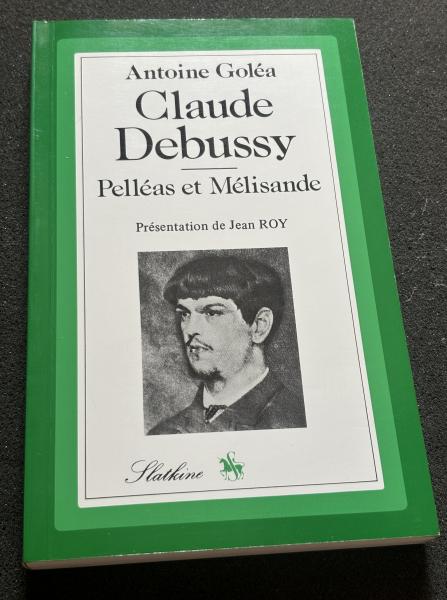 Antoine Goléa
Claude
Debussy
Pelléas et Mélisande
Présentation de Jean ROY
Slatkine